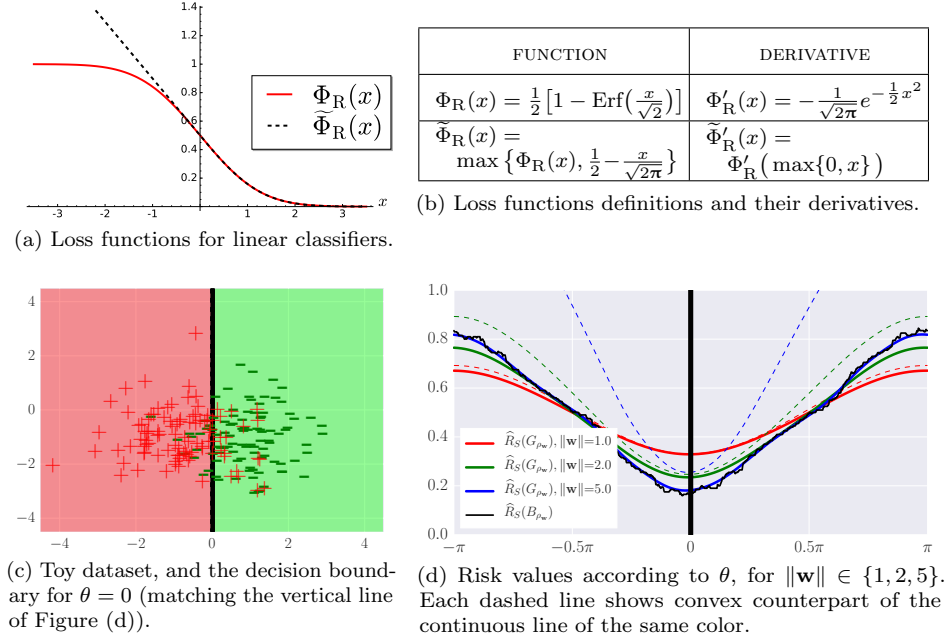 1.4
1.2
1.0
0.8
0.6
0.4
0.2
-3 -2 -1 0 1 2 3 x
Φ_R(x)
Φ̃_R(x)
(a) Loss functions for linear classifiers.
FUNCTION DERIVATIVE
Φ_R(x) = ½[1 − Erf(x/√2)] Φ′_R(x) = −1/√(2π) e^(−½x²)
Φ̃_R(x) = Φ̃′_R(x) =
max {Φ_R(x), ½ − x/√(2π)} Φ′_R(max{0, x})
(b) Loss functions definitions and their derivatives.
4
2
0
−2
−4
−4 −2 0 2 4
(c) Toy dataset, and the decision bound-
ary for θ = 0 (matching the vertical line
of Figure (d)).
1.0
0.8
0.6
0.4
0.2
0.0
R̂_S(G_ρw), ‖w‖=1.0
R̂_S(G_ρw), ‖w‖=2.0
R̂_S(G_ρw), ‖w‖=5.0
R̂_S(B_ρw)
−π −0.5π 0 0.5π π
(d) Risk values according to θ, for ‖w‖ ∈ {1, 2, 5}.
Each dashed line shows convex counterpart of the
continuous line of the same color.